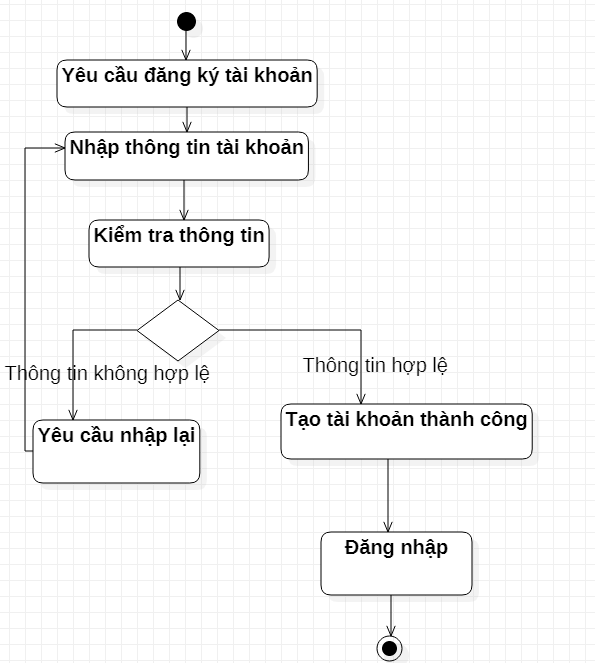 Yêu cầu đăng ký tài khoản
Nhập thông tin tài khoản
Kiểm tra thông tin
Thông tin không hợp lệ
Thông tin hợp lệ
Yêu cầu nhập lại
Tạo tài khoản thành công
Đăng nhập